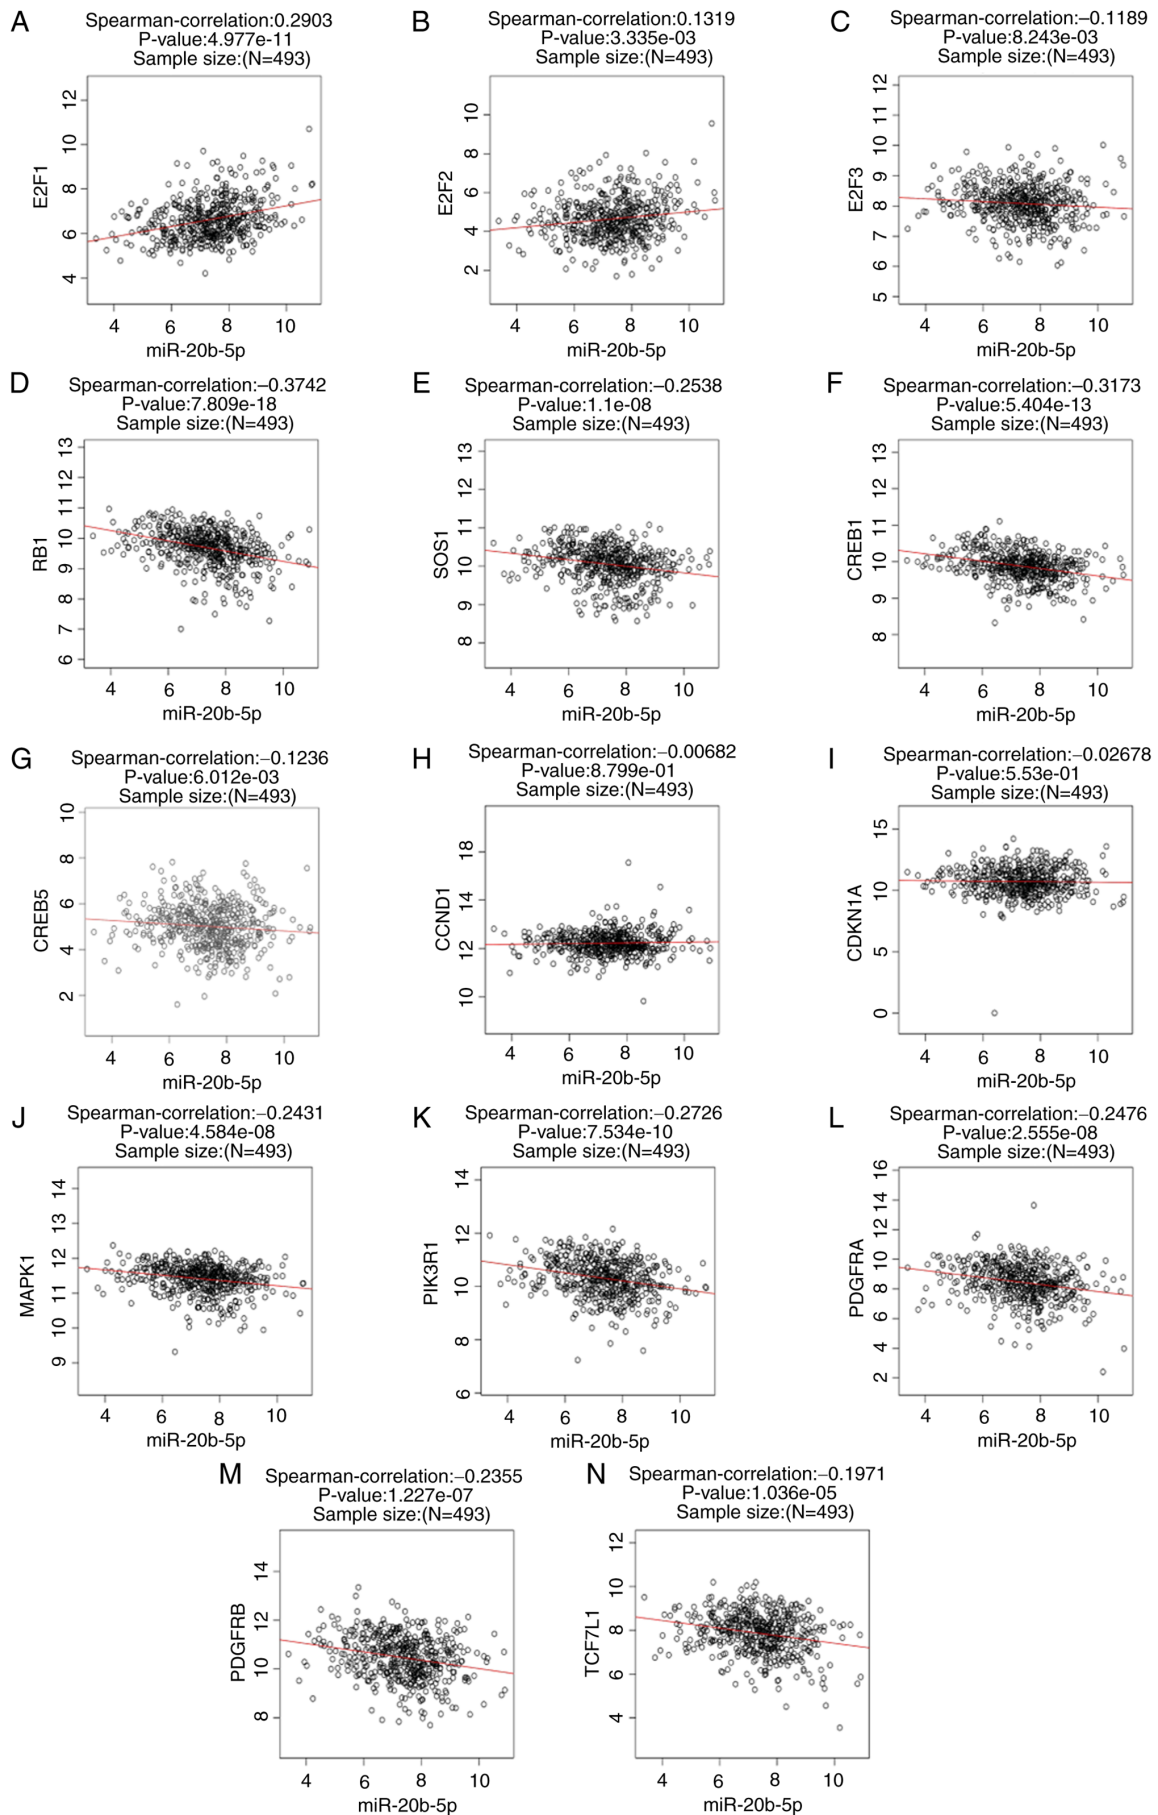 A
Spearman-correlation:0.2903
P-value:4.977e-11
Sample size:(N=493)
E2F1
12
10
8
6
4
4 6 8 10
miR-20b-5p
B
Spearman-correlation:0.1319
P-value:3.335e-03
Sample size:(N=493)
E2F2
10
8
6
4
2
4 6 8 10
miR-20b-5p
C
Spearman-correlation:−0.1189
P-value:8.243e-03
Sample size:(N=493)
E2F3
12
11
10
9
8
7
6
5
4 6 8 10
miR-20b-5p
D
Spearman-correlation:−0.3742
P-value:7.809e-18
Sample size:(N=493)
RB1
13
12
11
10
9
8
7
6
4 6 8 10
miR-20b-5p
E
Spearman-correlation:−0.2538
P-value:1.1e-08
Sample size:(N=493)
SOS1
13
12
11
10
9
8
4 6 8 10
miR-20b-5p
F
Spearman-correlation:−0.3173
P-value:5.404e-13
Sample size:(N=493)
CREB1
13
12
11
10
9
8
4 6 8 10
miR-20b-5p
G
Spearman-correlation:−0.1236
P-value:6.012e-03
Sample size:(N=493)
CREB5
10
8
6
4
2
4 6 8 10
miR-20b-5p
H
Spearman-correlation:−0.00682
P-value:8.799e-01
Sample size:(N=493)
CCND1
18
14
12
10
4 6 8 10
miR-20b-5p
I
Spearman-correlation:−0.02678
P-value:5.53e-01
Sample size:(N=493)
CDKN1A
15
10
5
0
4 6 8 10
miR-20b-5p
J
Spearman-correlation:−0.2431
P-value:4.584e-08
Sample size:(N=493)
MAPK1
14
13
12
11
10
9
4 6 8 10
miR-20b-5p
K
Spearman-correlation:−0.2726
P-value:7.534e-10
Sample size:(N=493)
PIK3R1
14
12
10
8
6
4 6 8 10
miR-20b-5p
L
Spearman-correlation:−0.2476
P-value:2.555e-08
Sample size:(N=493)
PDGFRA
16
14
12
10
8
6
4
2
4 6 8 10
miR-20b-5p
M
Spearman-correlation:−0.2355
P-value:1.227e-07
Sample size:(N=493)
PDGFRB
14
12
10
8
4 6 8 10
miR-20b-5p
N
Spearman-correlation:−0.1971
P-value:1.036e-05
Sample size:(N=493)
TCF7L1
12
10
8
6
4
4 6 8 10
miR-20b-5p